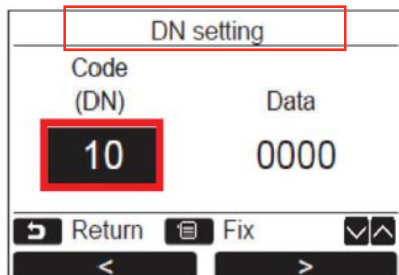 DN setting
Code
(DN) Data
10 0000
Return Fix
< >